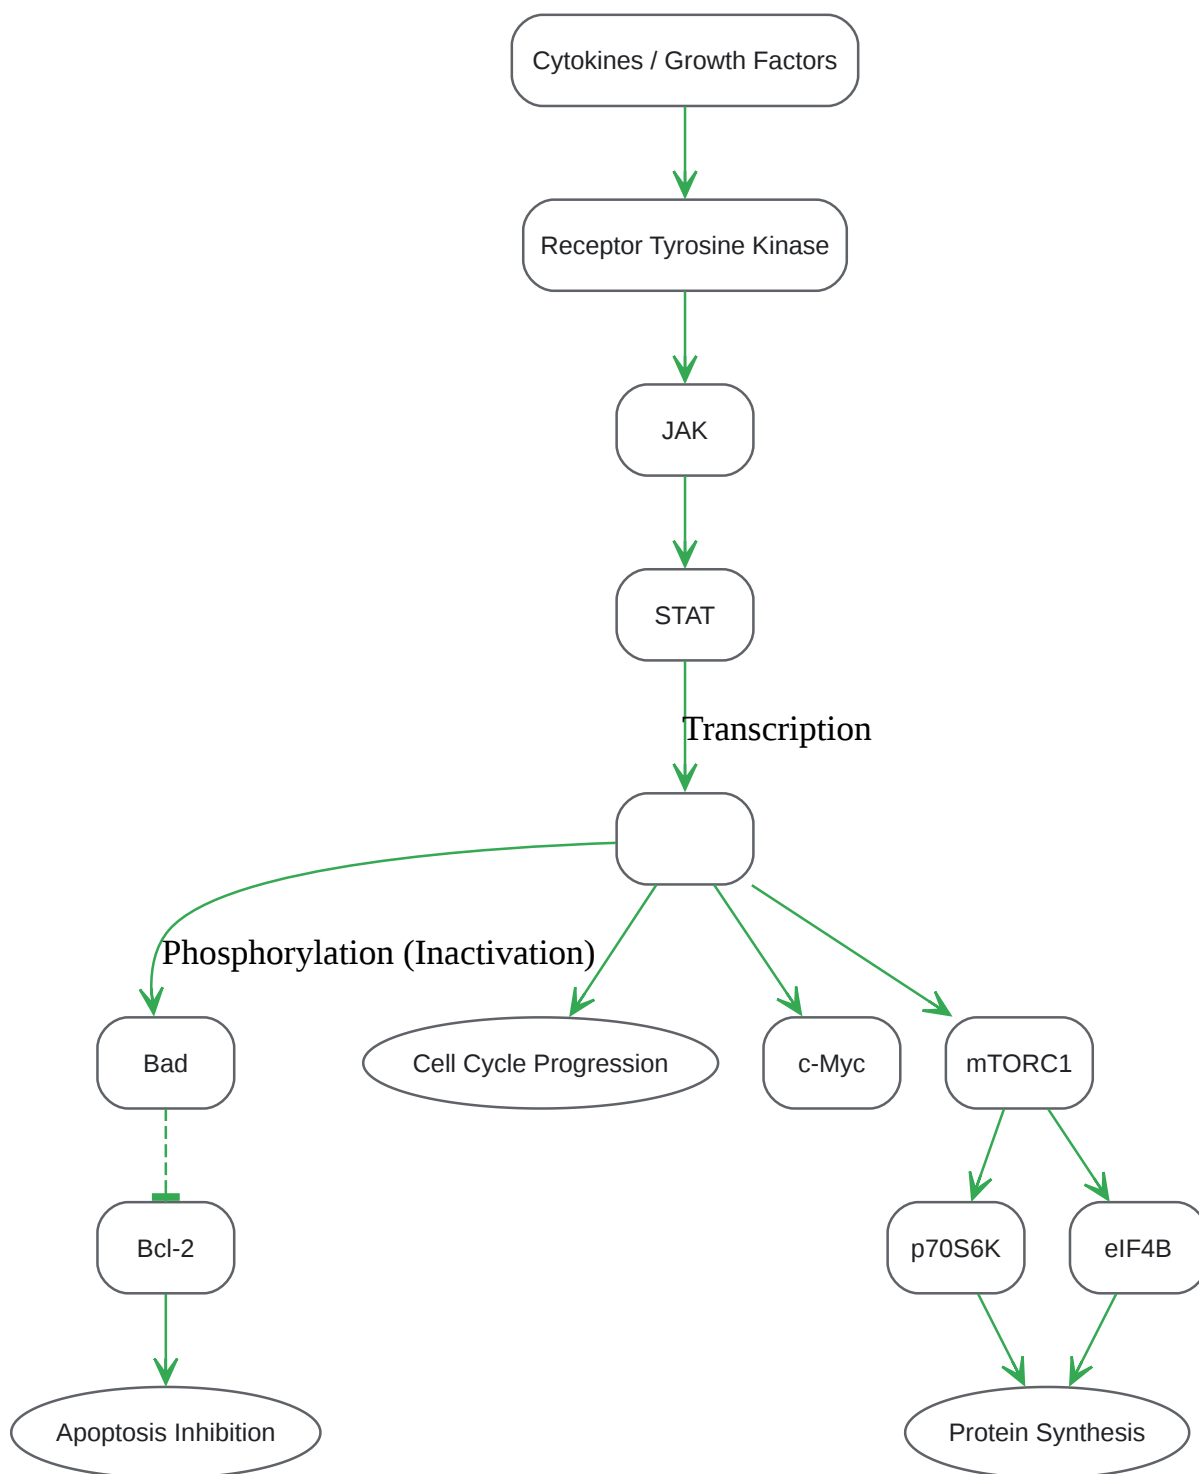 Cytokines / Growth Factors
Receptor Tyrosine Kinase
JAK
STAT
Transcription
Phosphorylation (Inactivation)
Bad
Cell Cycle Progression
c-Myc
mTORC1
Bcl-2
p70S6K
eIF4B
Apoptosis Inhibition
Protein Synthesis